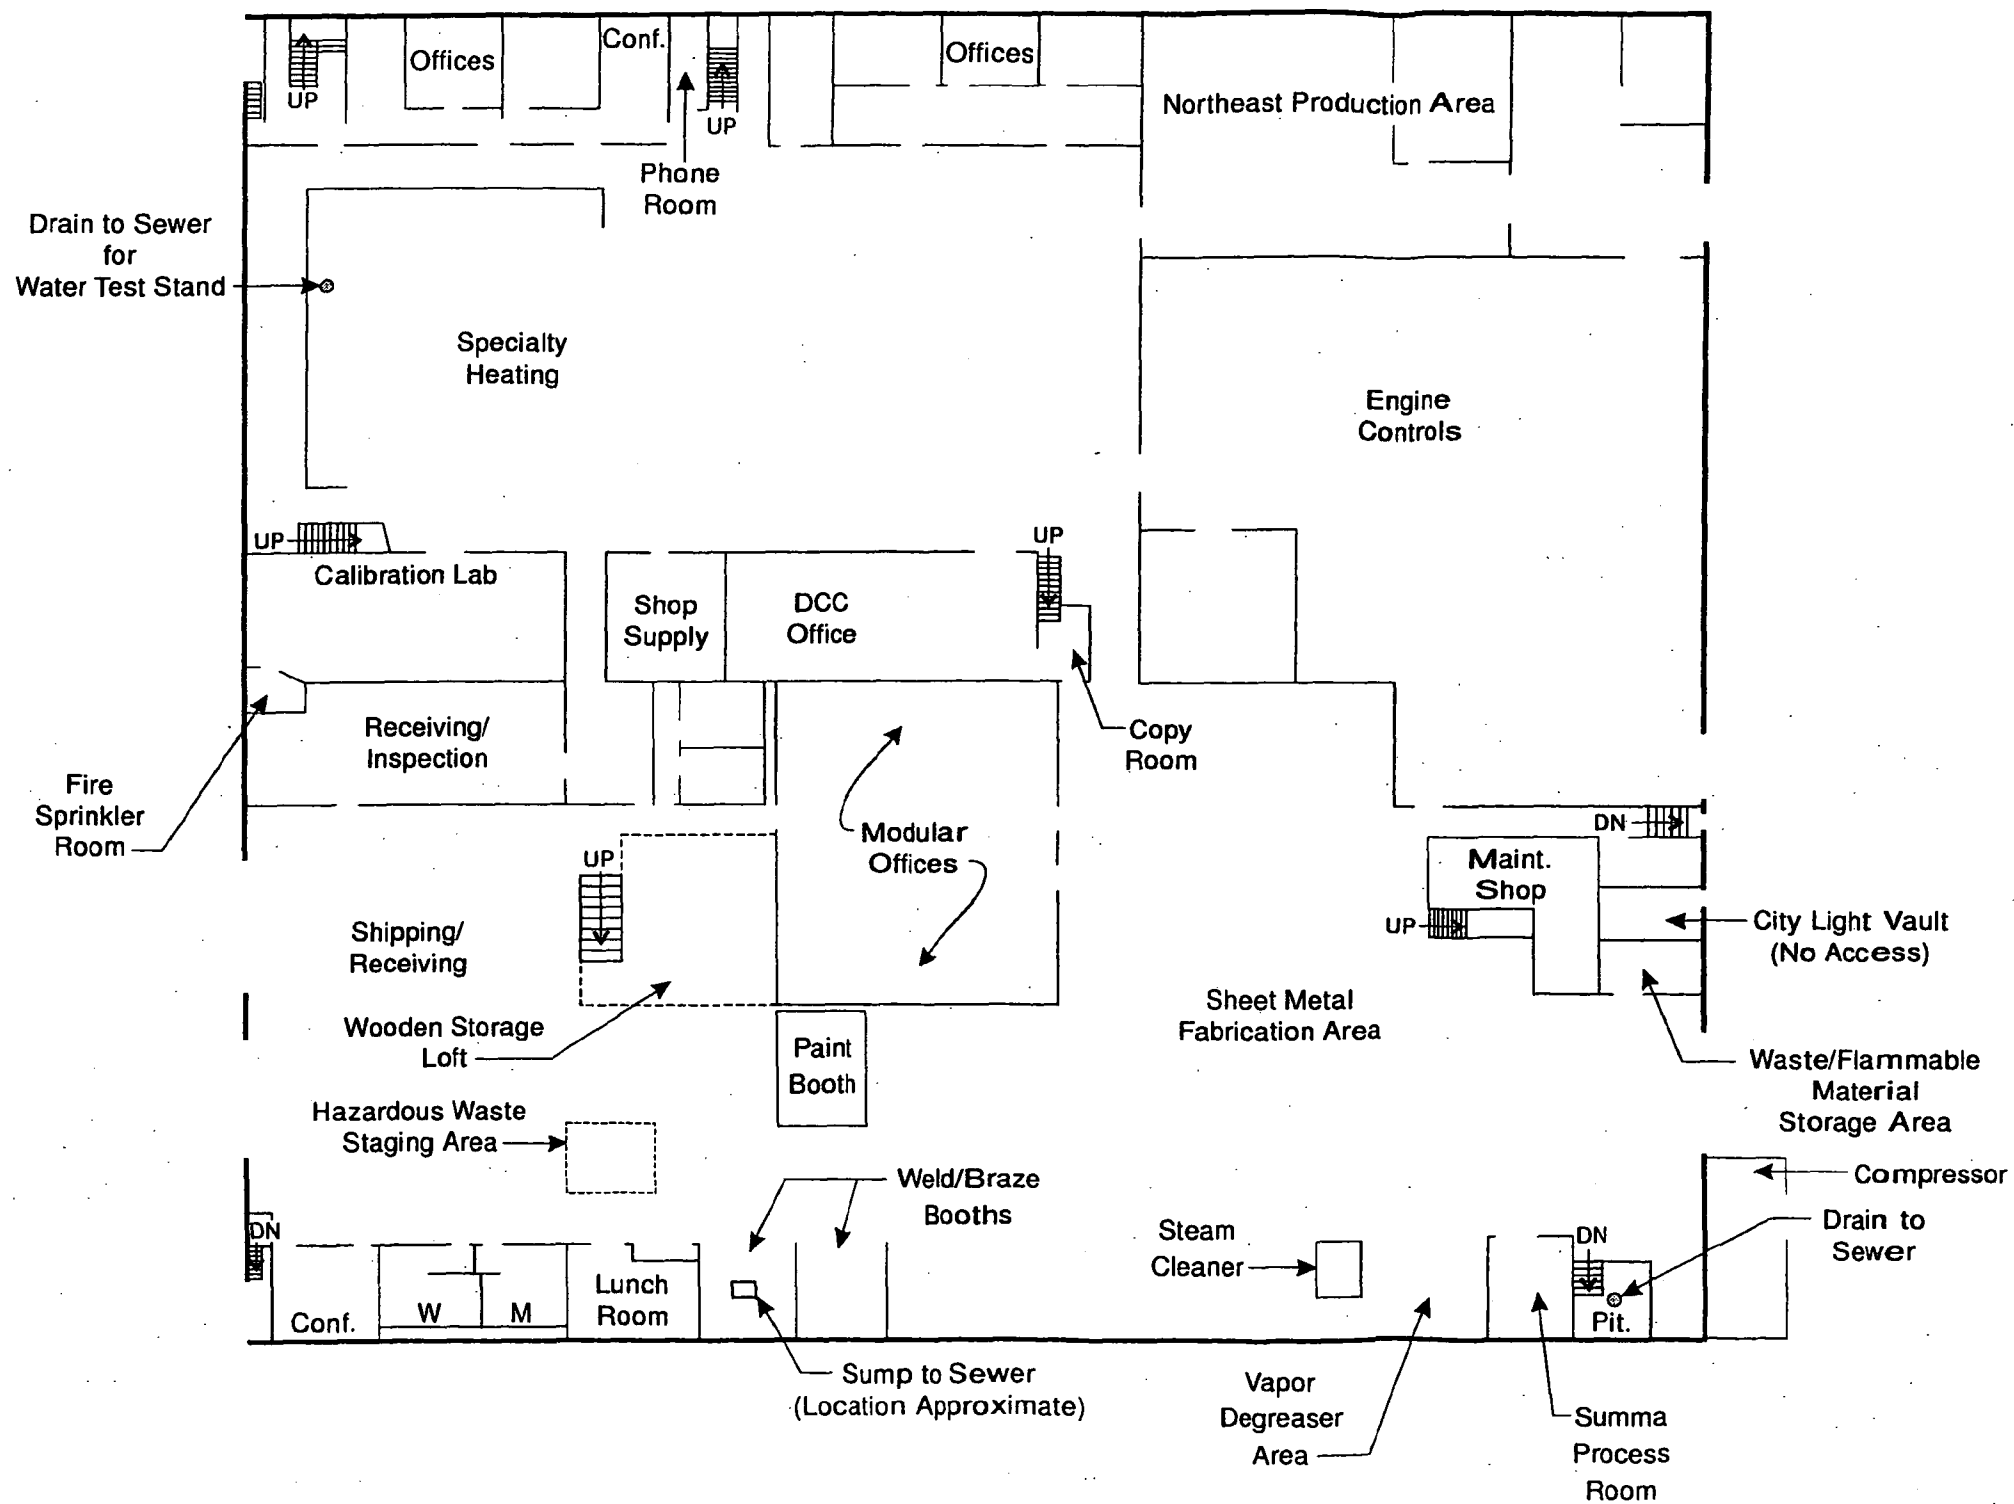 Offices
Conf.
Offices
UP
UP
Northeast Production Area
Phone
Room
Drain to Sewer
for
Water Test Stand
Specialty
Heating
Engine
Controls
UP
UP
Calibration Lab
Shop
Supply
DCC
Office
Receiving/
Inspection
Copy
Room
Fire
Sprinkler
Room
Modular
Offices
DN
Maint.
Shop
UP
UP
City Light Vault
(No Access)
Shipping/
Receiving
Sheet Metal
Fabrication Area
Wooden Storage
Loft
Paint
Booth
Waste/Flammable
Material
Storage Area
Hazardous Waste
Staging Area
Weld/Braze
Booths
Compressor
Drain to
Sewer
DN
Steam
Cleaner
DN
Conf.
W
M
Lunch
Room
Pit.
Sump to Sewer
(Location Approximate)
Vapor
Degreaser
Area
Summa
Process
Room